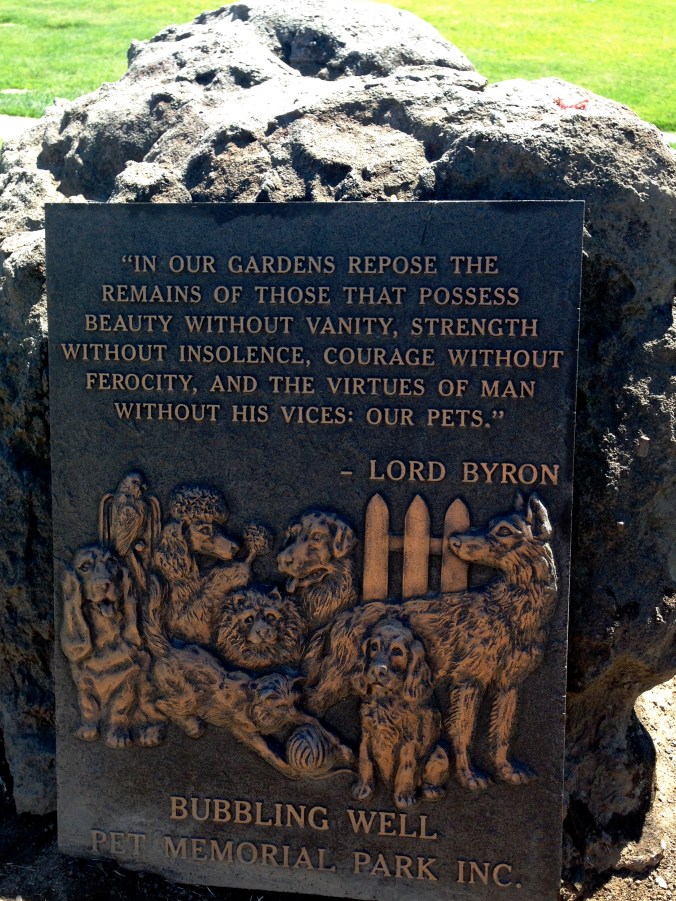 “IN OUR GARDENS REPOSE THE
REMAINS OF THOSE THAT POSSESS
BEAUTY WITHOUT VANITY, STRENGTH
WITHOUT INSOLENCE, COURAGE WITHOUT
FEROCITY, AND THE VIRTUES OF MAN
WITHOUT HIS VICES: OUR PETS.”
– LORD BYRON
BUBBLING WELL
PET MEMORIAL PARK INC.